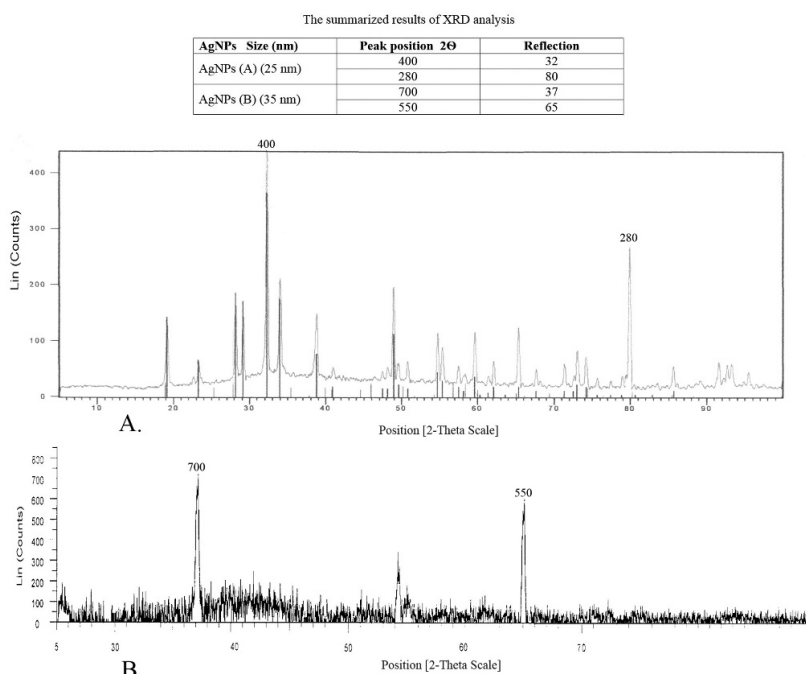 The summarized results of XRD analysis
AgNPs Size (nm) Peak position 2Θ Reflection
AgNPs (A) (25 nm) 400 32
280 80
AgNPs (B) (35 nm) 700 37
550 65
400
280
Lin (Counts)
400
300
200
100
0
10 20 30 40 50 60 70 80 90
A.
Position [2-Theta Scale]
700
550
Lin (Counts)
800
700
600
500
400
300
200
100
0
5 30 40 50 60 70
B
Position [2-Theta Scale]